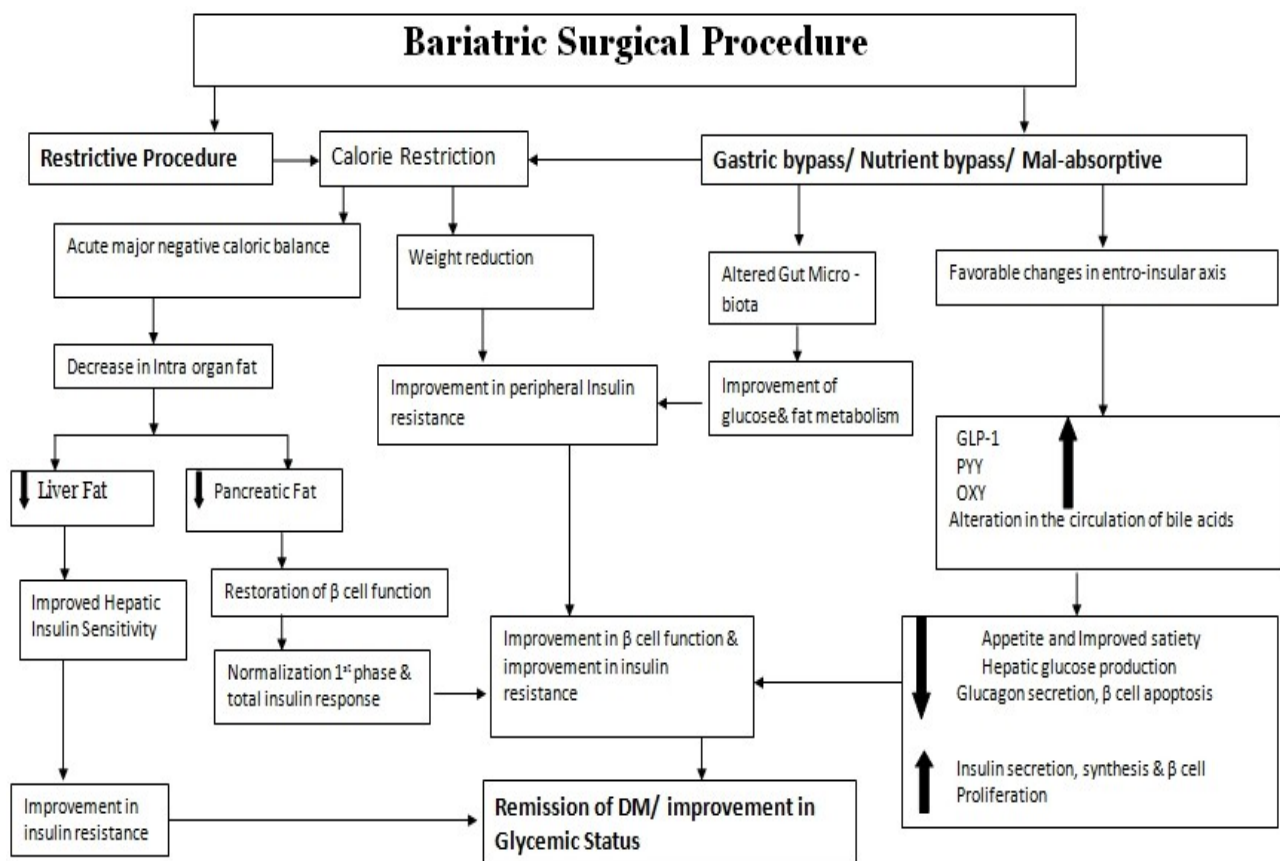 Bariatric Surgical Procedure
Restrictive Procedure
Calorie Restriction
Gastric bypass/ Nutrient bypass/ Mal-absorptive
Acute major negative caloric balance
Weight reduction
Altered Gut Micro -
biota
Favorable changes in entro-insular axis
Decrease in Intra organ fat
Improvement in peripheral Insulin
resistance
Improvement of
glucose& fat metabolism
GLP-1
PYY
OXY
Alteration in the circulation of bile acids
Liver Fat
Pancreatic Fat
Improved Hepatic
Insulin Sensitivity
Restoration of β cell function
Normalization 1st phase &
total insulin response
Improvement in β cell function &
improvement in insulin
resistance
Appetite and Improved satiety
Hepatic glucose production
Glucagon secretion, β cell apoptosis
Insulin secretion, synthesis & β cell
Proliferation
Improvement in
insulin resistance
Remission of DM/ improvement in
Glycemic Status